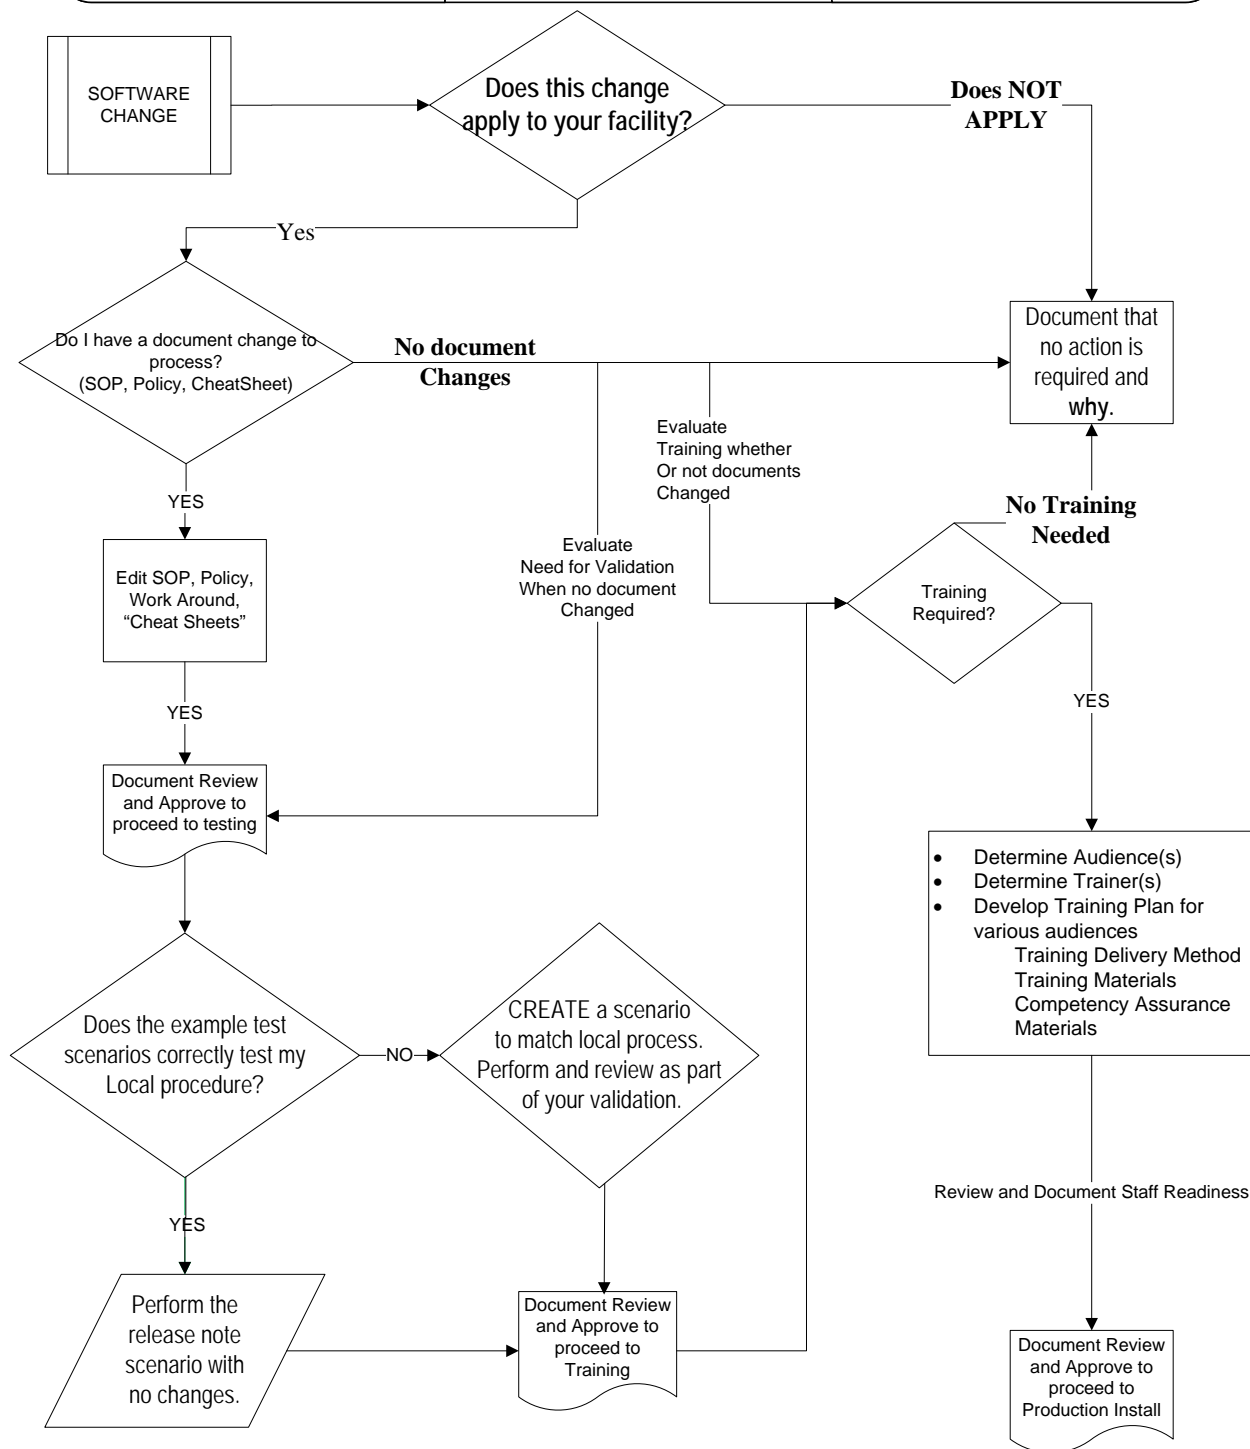 SOFTWARE
CHANGE
Does this change
apply to your facility?
Does NOT
APPLY
Yes
Do I have a document change to
process?
(SOP, Policy, CheatSheet)
No document
Changes
Document that
no action is
required and
why.
Evaluate
Training whether
Or not documents
Changed
YES
No Training
Needed
Edit SOP, Policy,
Work Around,
“Cheat Sheets”
Evaluate
Need for Validation
When no document
Changed
Training
Required?
YES
YES
Document Review
and Approve to
proceed to testing
• Determine Audience(s)
• Determine Trainer(s)
• Develop Training Plan for
various audiences
Training Delivery Method
Training Materials
Competency Assurance
Materials
Does the example test
scenarios correctly test my
Local procedure?
NO
CREATE a scenario
to match local process.
Perform and review as part
of your validation.
Review and Document Staff Readiness
YES
Perform the
release note
scenario with
no changes.
Document Review
and Approve to
proceed to
Training
Document Review
and Approve to
proceed to
Production Install